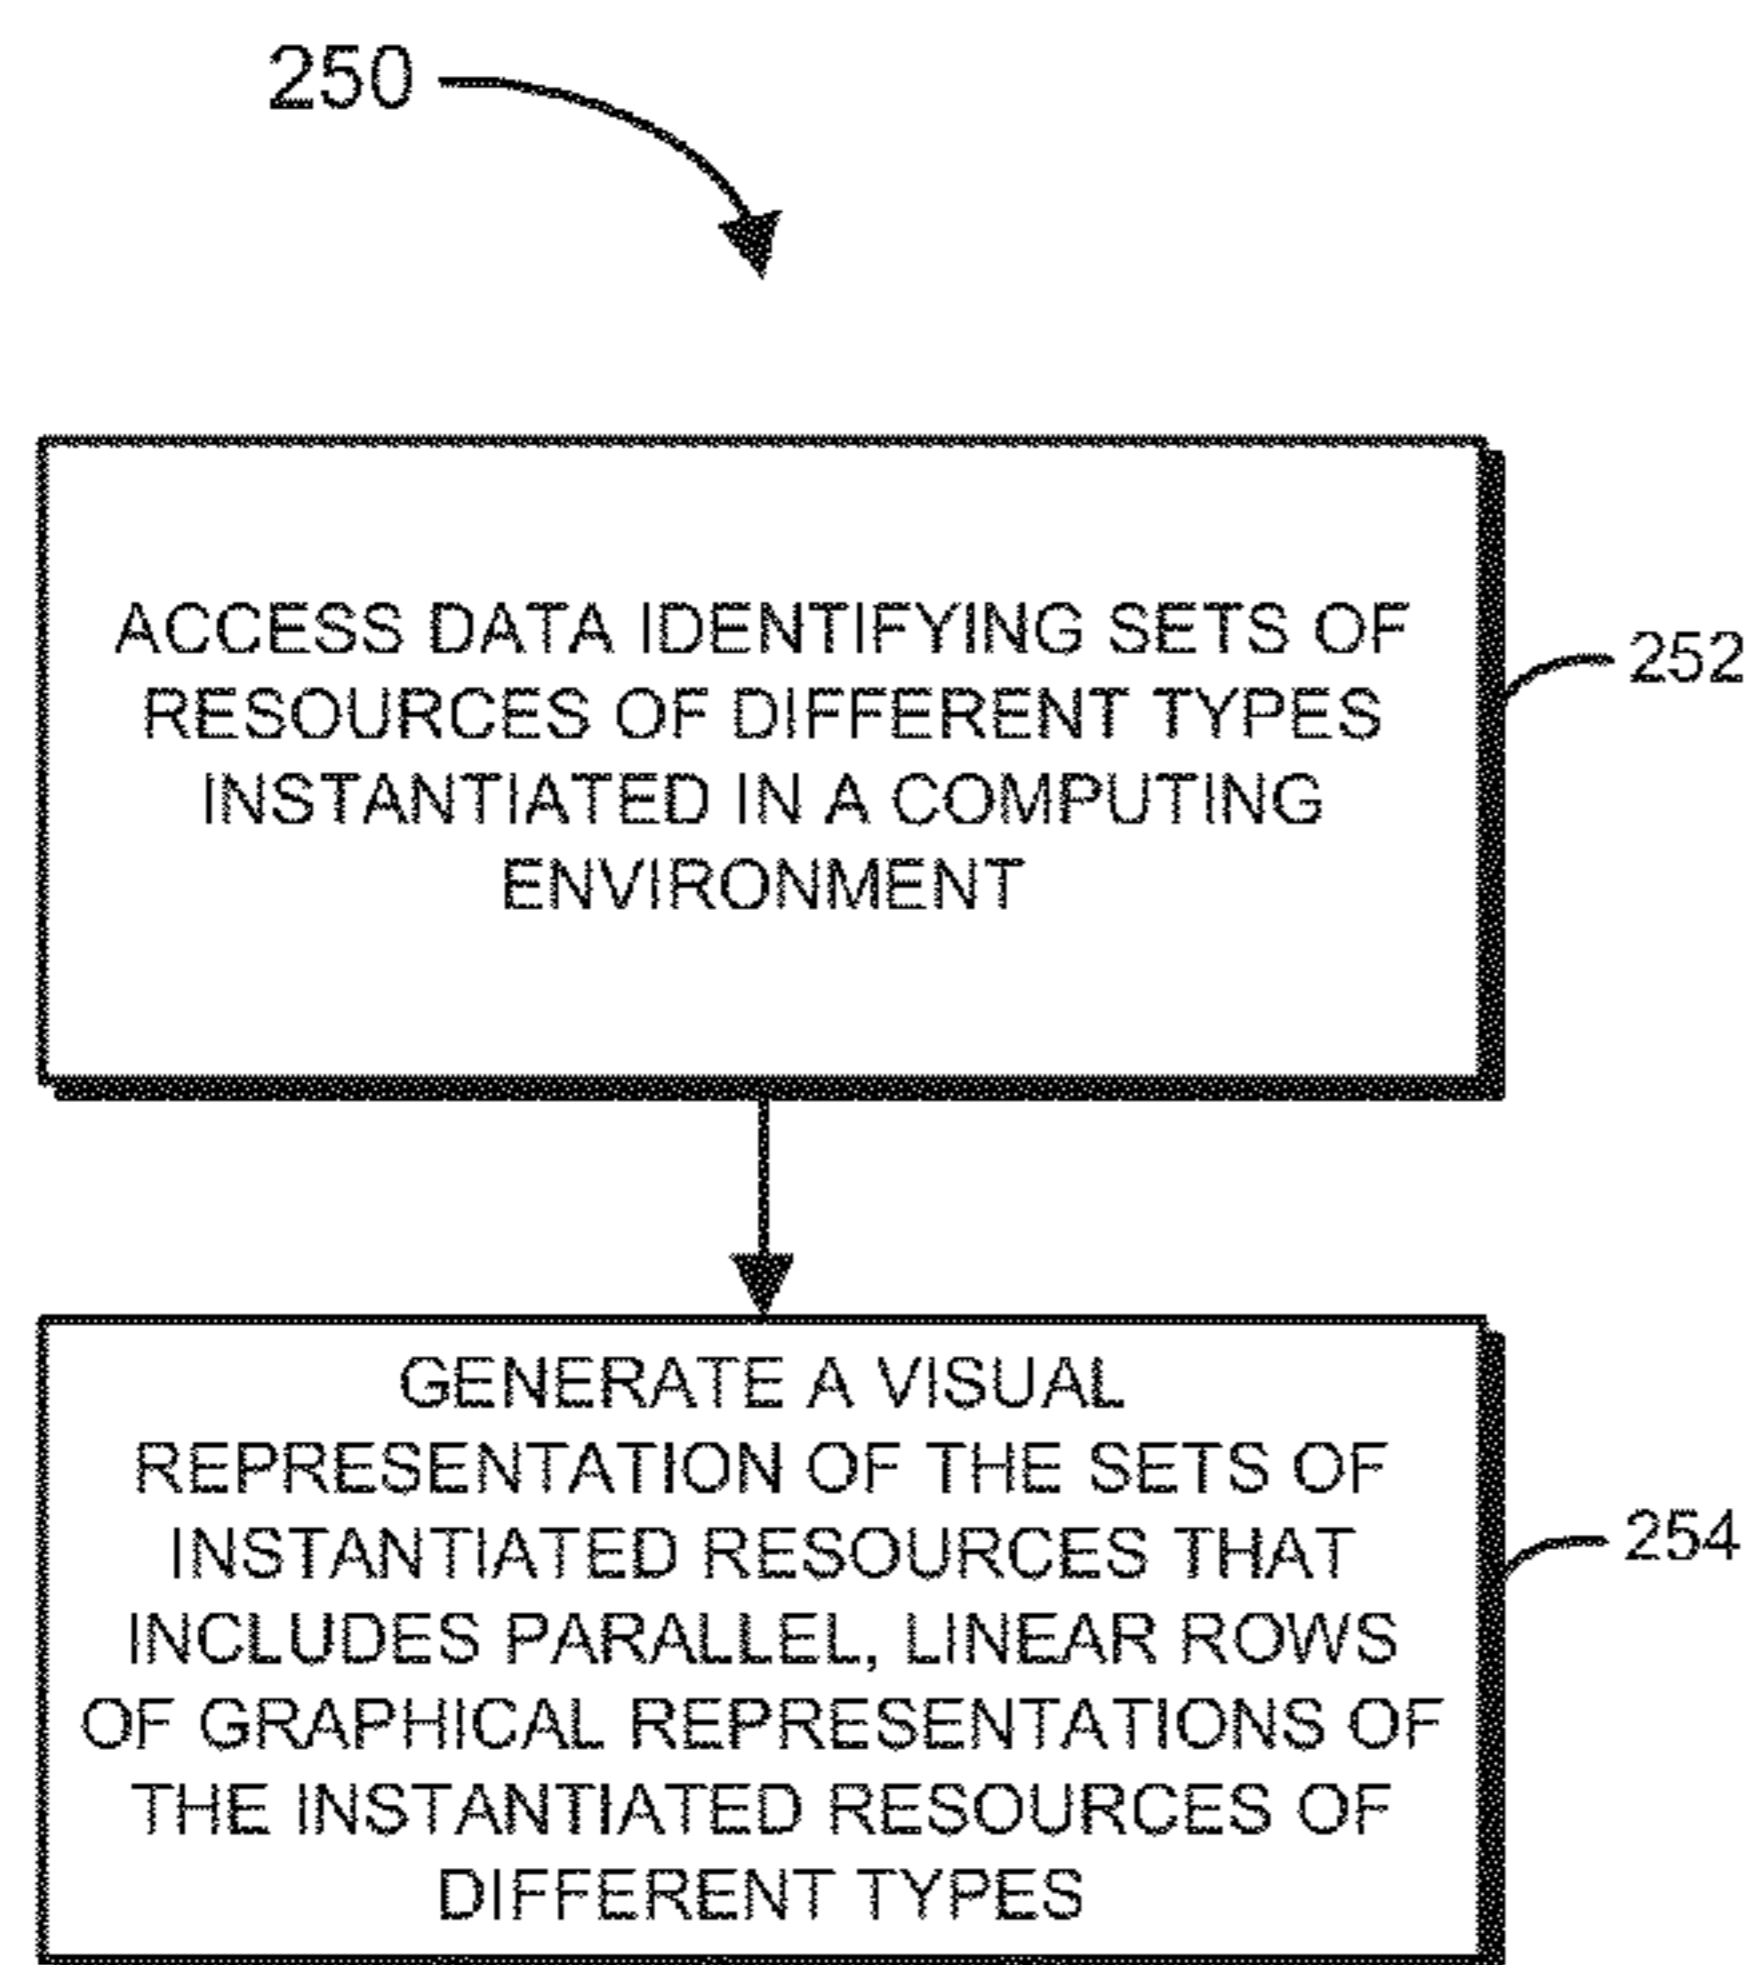 250
ACCESS DATA IDENTIFYING SETS OF
RESOURCES OF DIFFERENT TYPES
INSTANTIATED IN A COMPUTING
ENVIRONMENT
252
GENERATE A VISUAL
REPRESENTATION OF THE SETS OF
INSTANTIATED RESOURCES THAT
INCLUDES PARALLEL, LINEAR ROWS
OF GRAPHICAL REPRESENTATIONS OF
THE INSTANTIATED RESOURCES OF
DIFFERENT TYPES
254